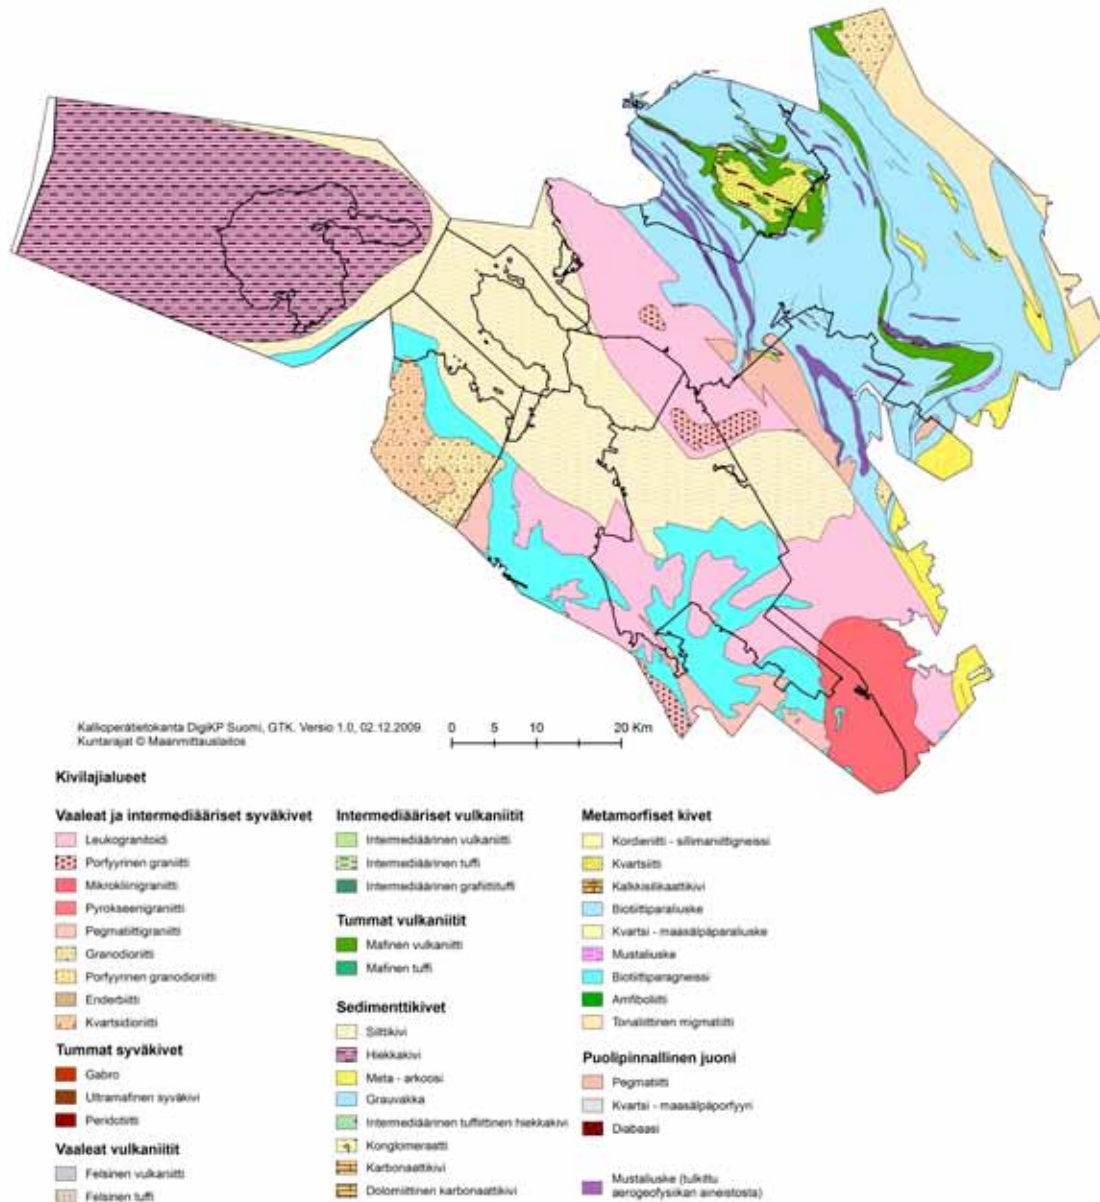 Kallioperätietokanta DigiKP Suomi, GTK. Versio 1.0, 02.12.2009
Kuntarajat © Maanmittauslaitos
0 5 10 20 Km
Kivilajialueet
Vaaleat ja intermediääriset syväkivet
Leukogranitoidi
Porfyyrinen graniitti
Mikrokliinigraniitti
Pyrokseenigraniitti
Pegmatiittigraniitti
Granodioriitti
Porfyyrinen granodioriitti
Enderbiitti
Kvartsidioriitti
Tummat syväkivet
Gabro
Ultramafinen syväkivi
Peridotiitti
Vaaleat vulkaniitit
Felsinen vulkaniitti
Felsinen tuffi
Intermediääriset vulkaniitit
Intermediäärinen vulkaniitti
Intermediäärinen tuffi
Intermediäärinen grafiittituffi
Tummat vulkaniitit
Mafinen vulkaniitti
Mafinen tuffi
Sedimenttikivet
Silttikivi
Hiekkakivi
Meta - arkoosi
Grauvakka
Intermediäärinen tuffiittinen hiekkakivi
Konglomeraatti
Karbonaattikivi
Dolomiittinen karbonaattikivi
Metamorfiset kivet
Kordieriitti - sillimaniittigneissi
Kvartsiitti
Kalkkisilikaattikivi
Biotiittiparaliuske
Kvartsi - maasälpäparaliuske
Mustaliuske
Biotiittiparagneissi
Amfiboliitti
Tonaliittinen migmatiitti
Puolipinnallinen juoni
Pegmatiitti
Kvartsi - maasälpäporfyyri
Diabaasi
Mustaliuske (tulkittu
aerogeofysiikan aineistosta)